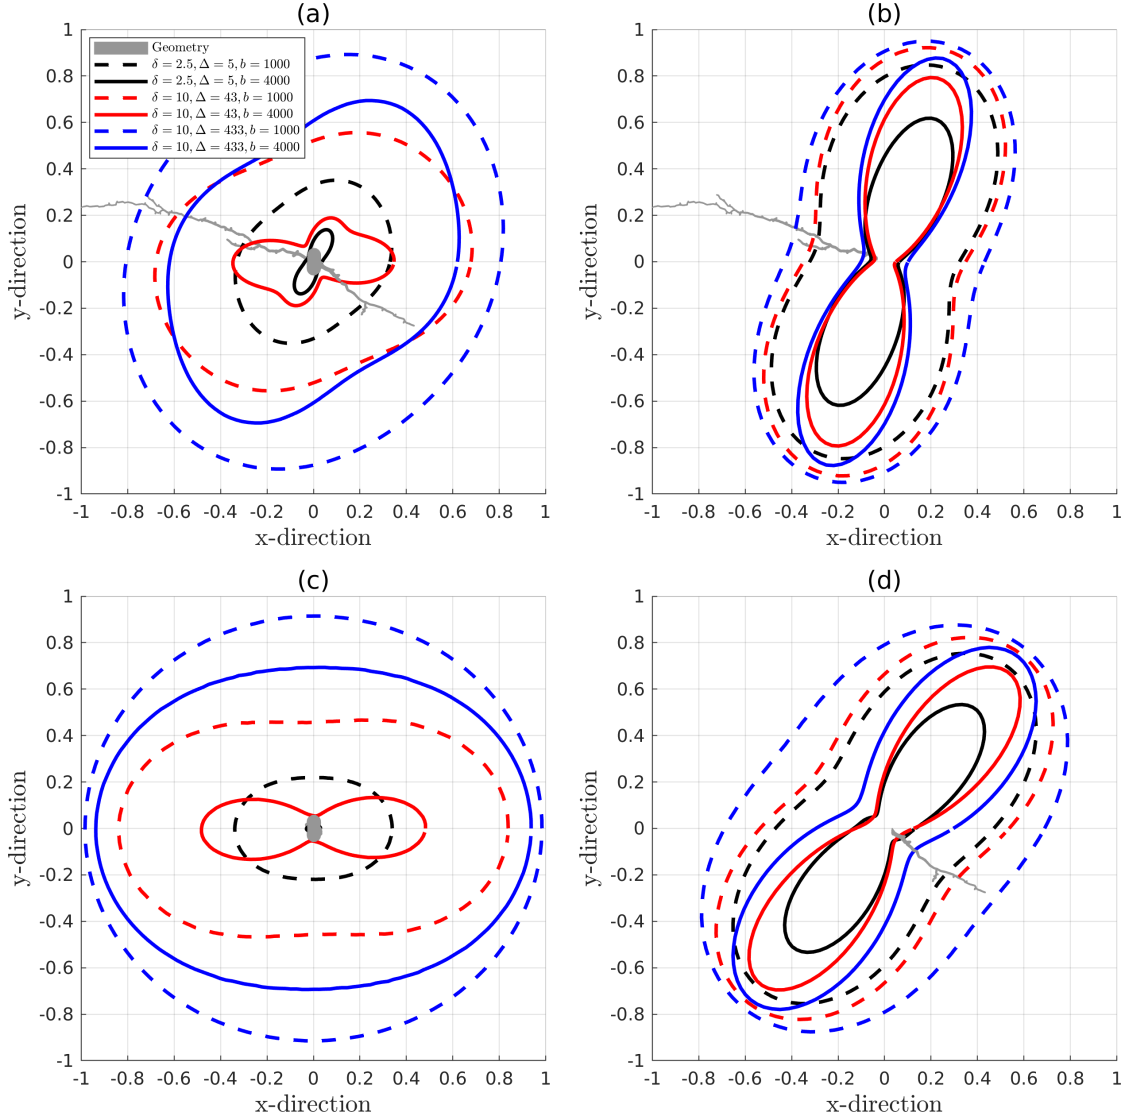 (a)
1
0.8
0.6
0.4
0.2
0
-0.2
-0.4
-0.6
-0.8
-1
y-direction
Geometry
δ = 2.5, Δ = 5, b = 1000
δ = 2.5, Δ = 5, b = 4000
δ = 10, Δ = 43, b = 1000
δ = 10, Δ = 43, b = 4000
δ = 10, Δ = 433, b = 1000
δ = 10, Δ = 433, b = 4000
-1 -0.8 -0.6 -0.4 -0.2 0 0.2 0.4 0.6 0.8 1
x-direction
(b)
1
0.8
0.6
0.4
0.2
0
-0.2
-0.4
-0.6
-0.8
-1
y-direction
-1 -0.8 -0.6 -0.4 -0.2 0 0.2 0.4 0.6 0.8 1
x-direction
(c)
1
0.8
0.6
0.4
0.2
0
-0.2
-0.4
-0.6
-0.8
-1
y-direction
-1 -0.8 -0.6 -0.4 -0.2 0 0.2 0.4 0.6 0.8 1
x-direction
(d)
1
0.8
0.6
0.4
0.2
0
-0.2
-0.4
-0.6
-0.8
-1
y-direction
-1 -0.8 -0.6 -0.4 -0.2 0 0.2 0.4 0.6 0.8 1
x-direction